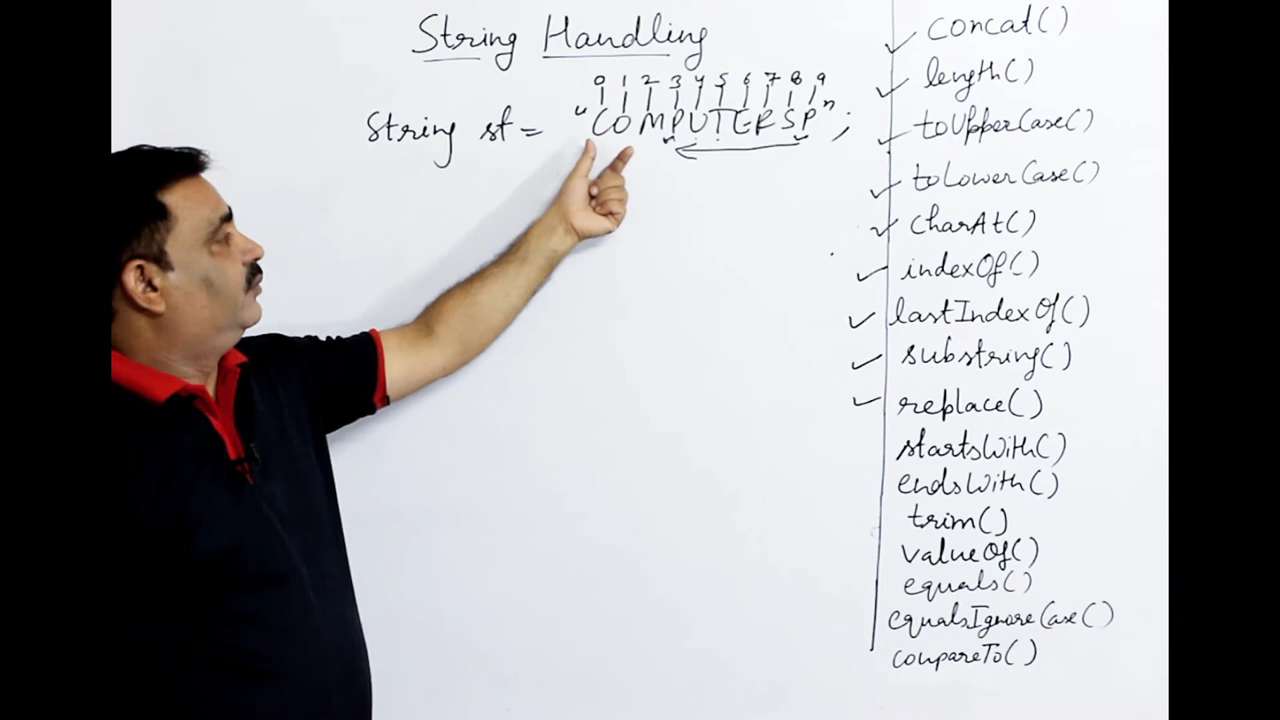 String Handling
0 1 2 3 4 5 6 7 8 9
String st = "COMPUTERSP";
concat()
length()
toUpperCase()
toLowerCase()
charAt()
indexOf()
lastIndexOf()
substring()
replace()
startsWith()
endsWith()
trim()
valueOf()
equals()
equalsIgnoreCase()
compareTo()